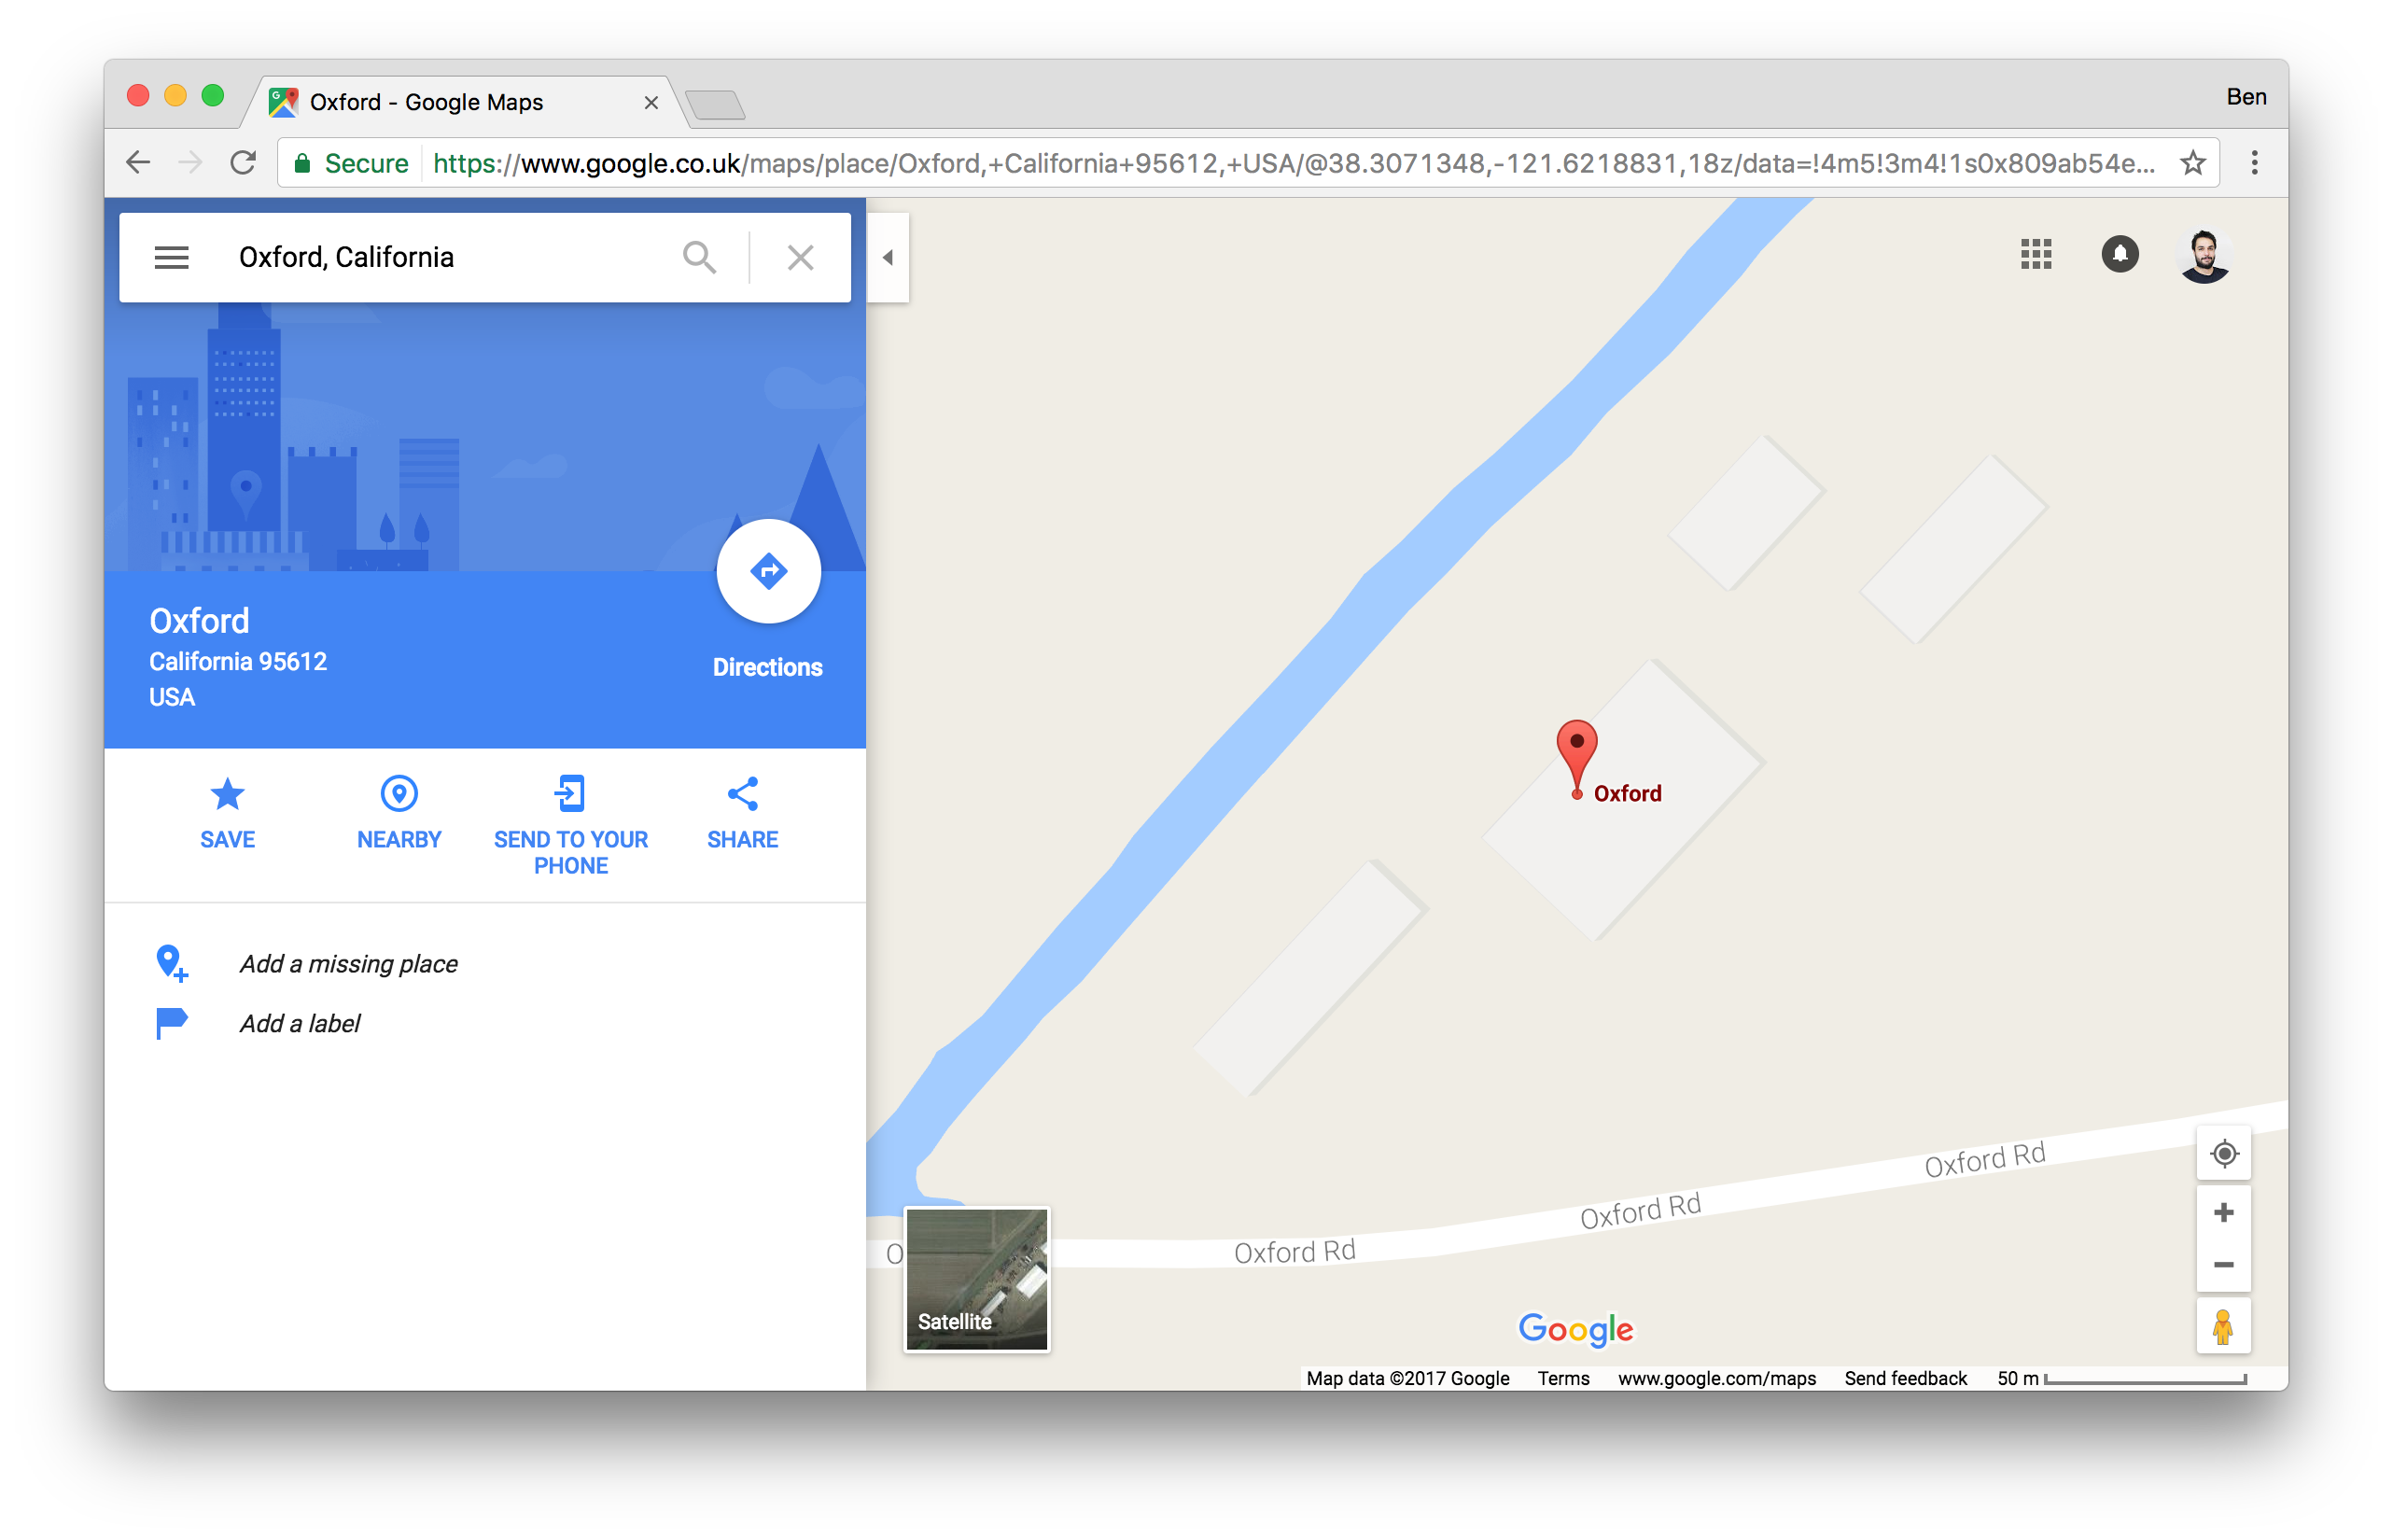 Oxford - Google Maps
Ben
Secure https://www.google.co.uk/maps/place/Oxford,+California+95612,+USA/@38.3071348,-121.6218831,18z/data=!4m5!3m4!1s0x809ab54e...
Oxford, California
Oxford
California 95612
USA
Directions
SAVE
NEARBY
SEND TO YOUR
PHONE
SHARE
Add a missing place
Add a label
Oxford
Oxford Rd
Oxford Rd
Oxford Rd
O
Satellite
Google
Map data ©2017 Google Terms www.google.com/maps Send feedback 50 m